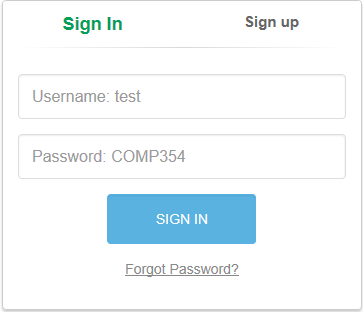 Sign In Sign up
Username: test
Password: COMP354
SIGN IN
Forgot Password?